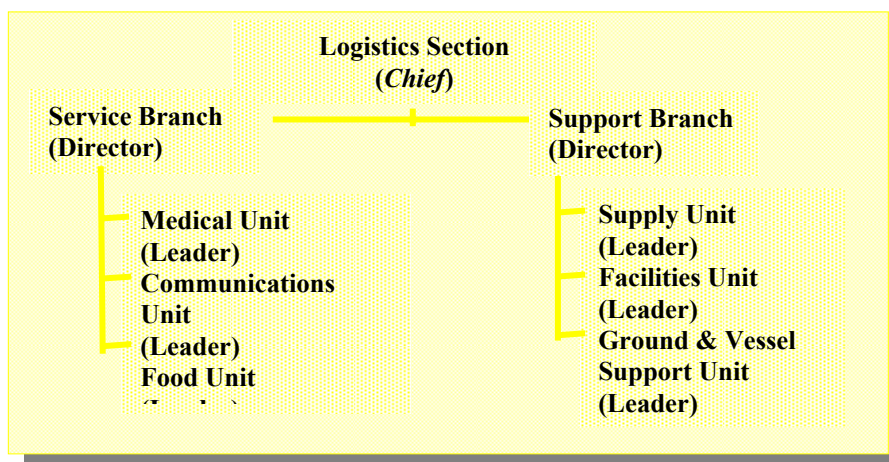 Logistics Section
(Chief)
Service Branch
(Director)
Support Branch
(Director)
Medical Unit
(Leader)
Communications
Unit
(Leader)
Food Unit
Supply Unit
(Leader)
Facilities Unit
(Leader)
Ground & Vessel
Support Unit
(Leader)